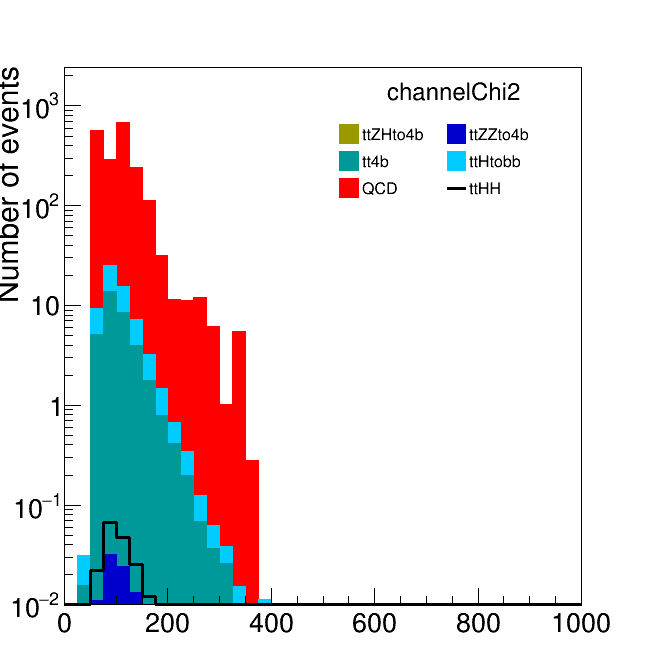 channelChi2
ttZHto4b ttZZto4b
tt4b ttHtobb
QCD ttHH
Number of events
10³
10²
10
1
10⁻¹
10⁻²
0 200 400 600 800 1000